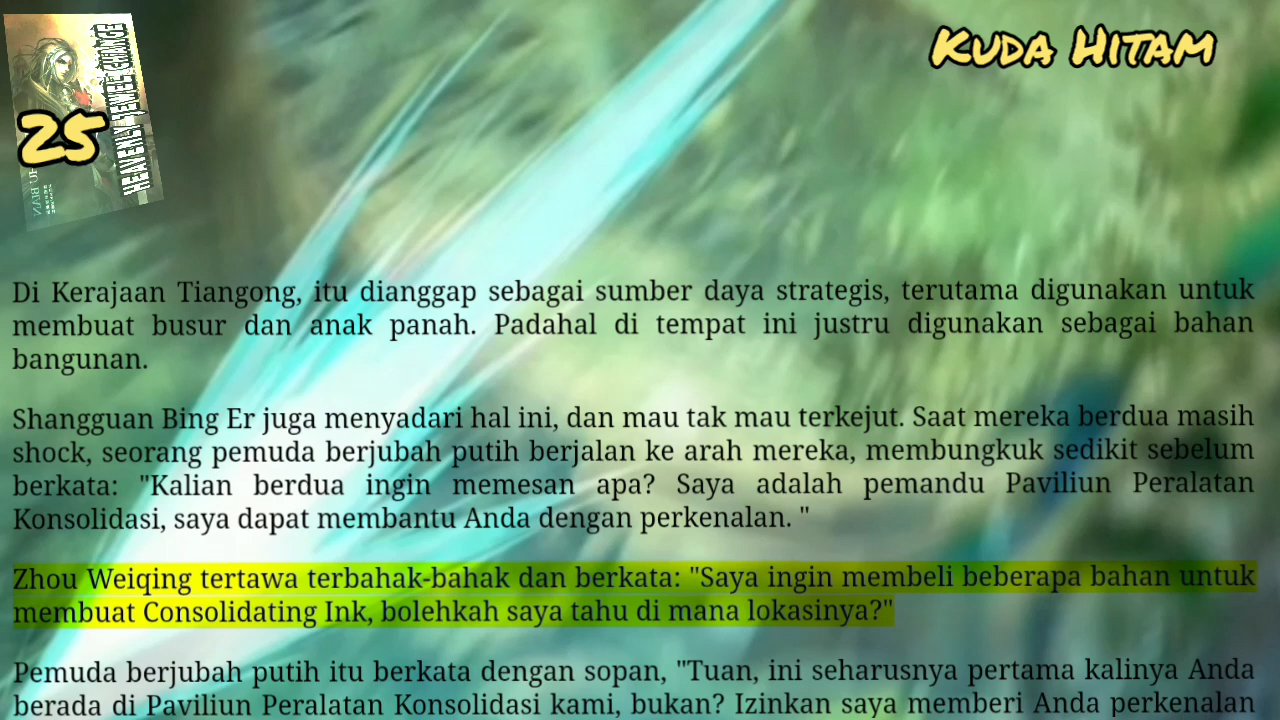 Kuda Hitam
HEAVENLY JEWEL CHANGE
25
Di Kerajaan Tiangong, itu dianggap sebagai sumber daya strategis, terutama digunakan untuk
membuat busur dan anak panah. Padahal di tempat ini justru digunakan sebagai bahan
bangunan.
Shangguan Bing Er juga menyadari hal ini, dan mau tak mau terkejut. Saat mereka berdua masih
shock, seorang pemuda berjubah putih berjalan ke arah mereka, membungkuk sedikit sebelum
berkata: "Kalian berdua ingin memesan apa? Saya adalah pemandu Paviliun Peralatan
Konsolidasi, saya dapat membantu Anda dengan perkenalan. "
Zhou Weiqing tertawa terbahak-bahak dan berkata: "Saya ingin membeli beberapa bahan untuk
membuat Consolidating Ink, bolehkah saya tahu di mana lokasinya?"
Pemuda berjubah putih itu berkata dengan sopan, "Tuan, ini seharusnya pertama kalinya Anda
berada di Paviliun Peralatan Konsolidasi kami, bukan? Izinkan saya memberi Anda perkenalan